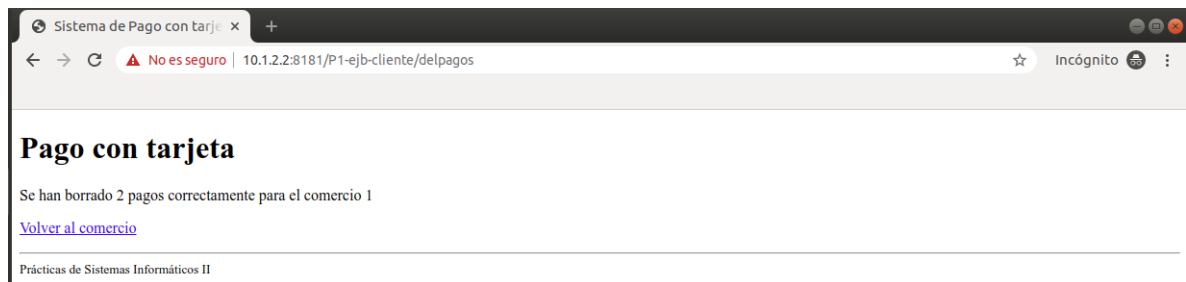 Sistema de Pago con tarje
No es seguro | 10.1.2.2:8181/P1-ejb-cliente/delpagos
Incógnito
Pago con tarjeta
Se han borrado 2 pagos correctamente para el comercio 1
Volver al comercio
Prácticas de Sistemas Informáticos II